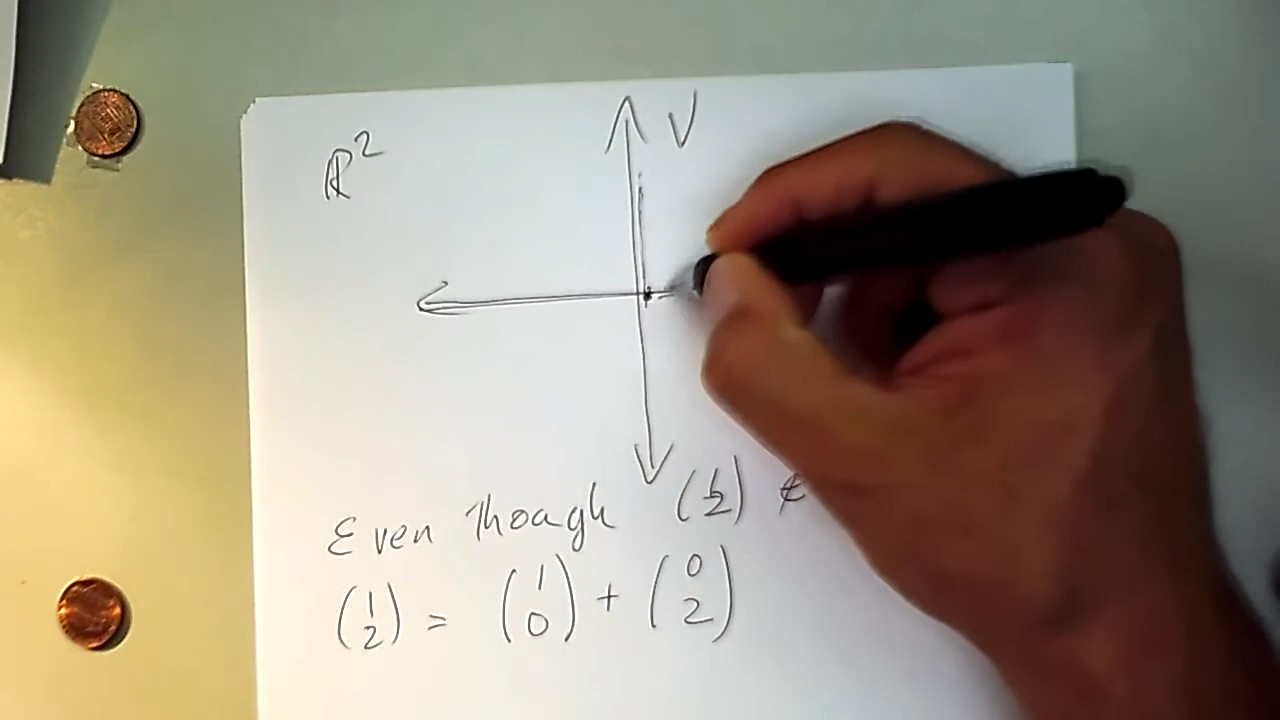 ℝ² V
Even though (1 2) ∉
(1 2) = (1 0) + (0 2)